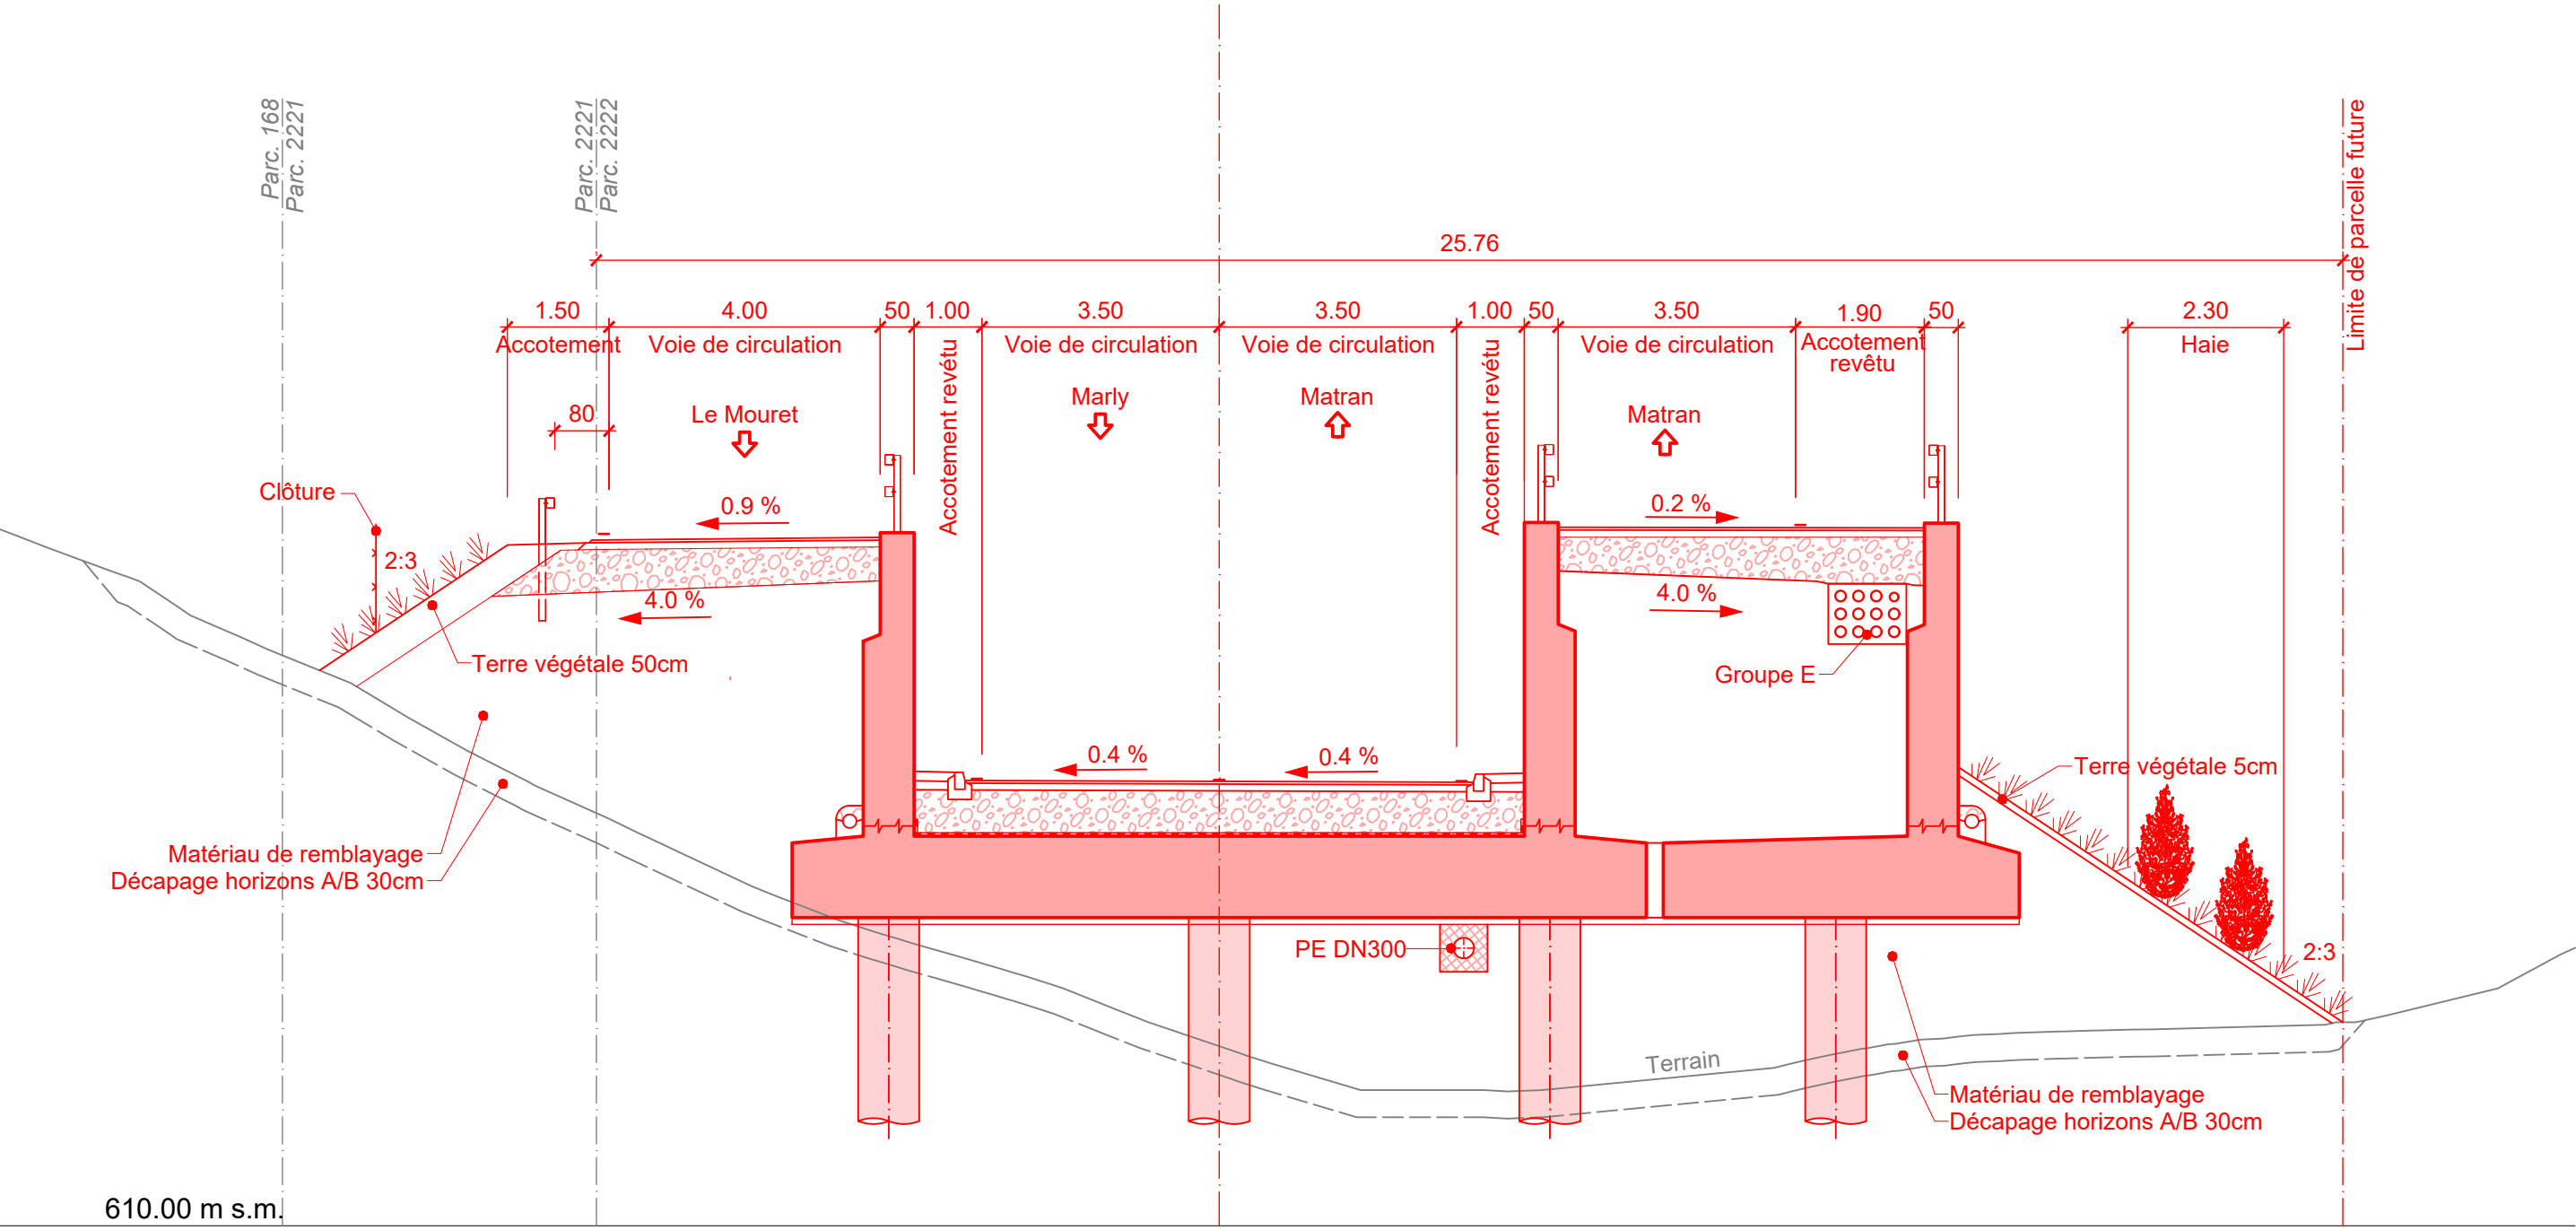 Parc. 168
Parc. 2221
Parc. 2221
Parc. 2222
Limite de parcelle future
25.76
1.50
4.00
50
1.00
3.50
3.50
1.00
50
3.50
1.90
50
2.30
Accotement
Voie de circulation
Accotement revétu
Voie de circulation
Voie de circulation
Accotement revétu
Voie de circulation
Accotement
revêtu
Haie
80
Le Mouret
Marly
Matran
Matran
Clôture
0.9 %
0.2 %
2:3
4.0 %
4.0 %
Terre végétale 50cm
Groupe E
0.4 %
0.4 %
Terre végétale 5cm
Matériau de remblayage
Décapage horizons A/B 30cm
PE DN300
2:3
Terrain
Matériau de remblayage
Décapage horizons A/B 30cm
610.00 m s.m.